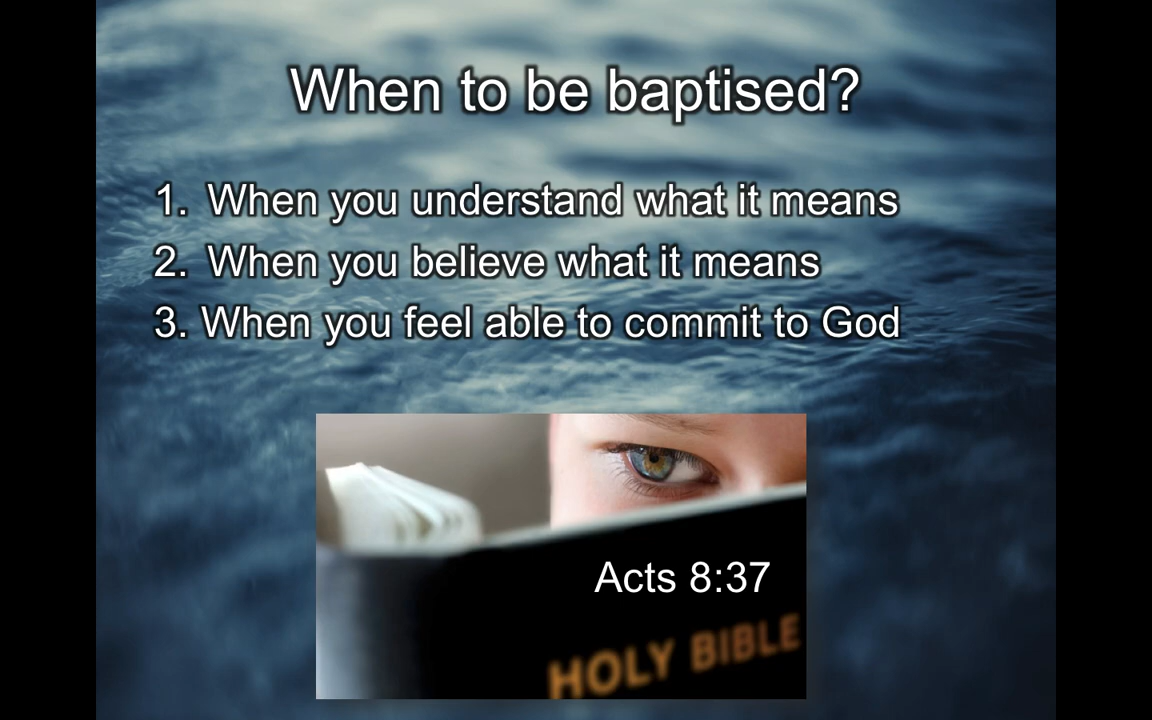 When to be baptised?
1. When you understand what it means
2. When you believe what it means
3. When you feel able to commit to God
Acts 8:37
HOLY BIBLE